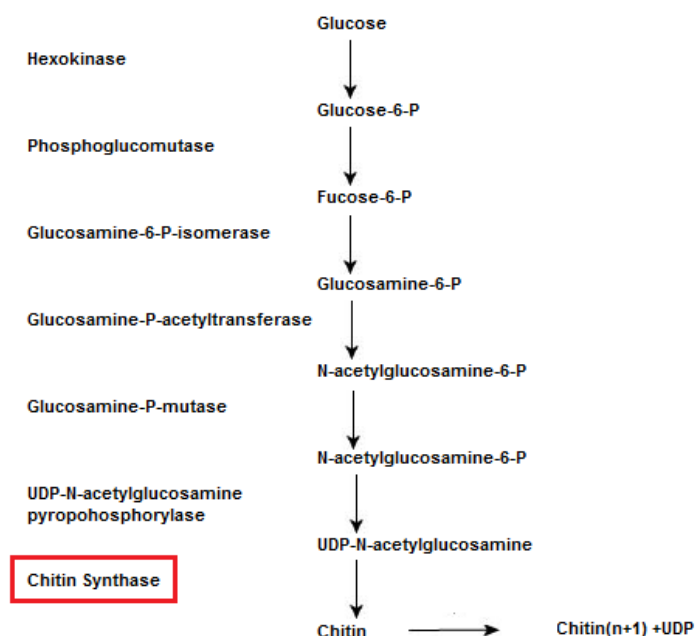 Glucose
Hexokinase
Glucose-6-P
Phosphoglucomutase
Fucose-6-P
Glucosamine-6-P-isomerase
Glucosamine-6-P
Glucosamine-P-acetyltransferase
N-acetylglucosamine-6-P
Glucosamine-P-mutase
N-acetylglucosamine-6-P
UDP-N-acetylglucosamine
pyropohosphorylase
UDP-N-acetylglucosamine
Chitin Synthase
Chitin
Chitin(n+1) +UDP